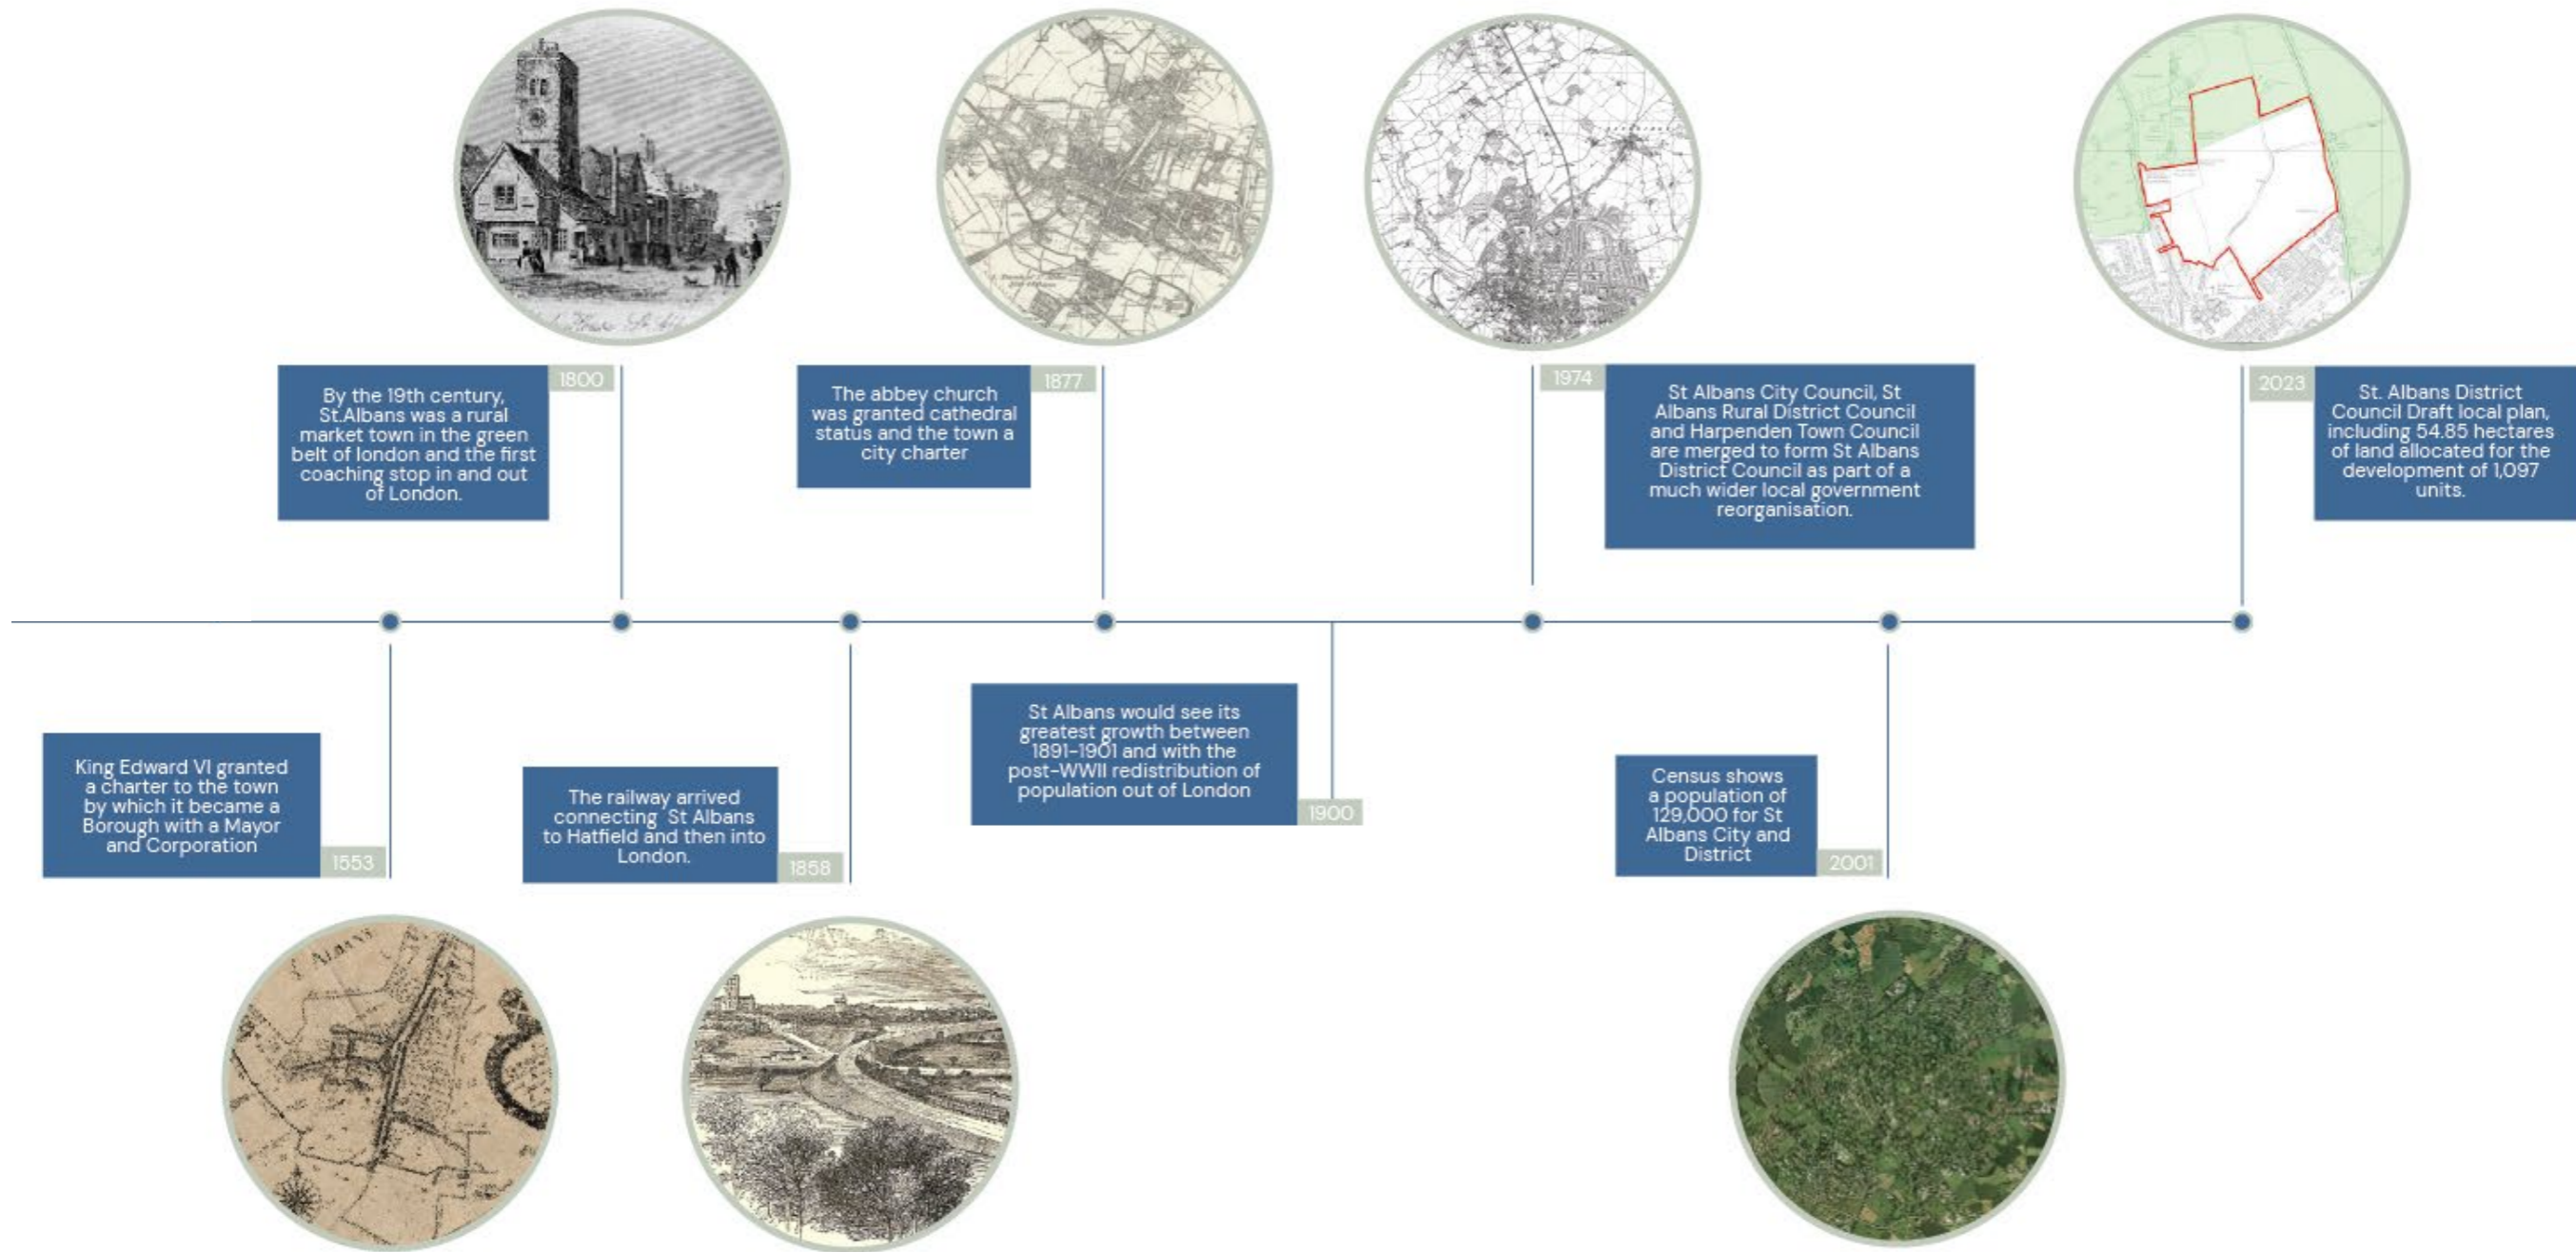 1800
By the 19th century,
St.Albans was a rural
market town in the green
belt of london and the first
coaching stop in and out
of London.
1877
The abbey church
was granted cathedral
status and the town a
city charter
1974
St Albans City Council, St
Albans Rural District Council
and Harpenden Town Council
are merged to form St Albans
District Council as part of a
much wider local government
reorganisation.
2023
St. Albans District
Council Draft local plan,
including 54.85 hectares
of land allocated for the
development of 1,097
units.
King Edward VI granted
a charter to the town
by which it became a
Borough with a Mayor
and Corporation
1553
The railway arrived
connecting St Albans
to Hatfield and then into
London.
1858
St Albans would see its
greatest growth between
1891-1901 and with the
post-WWII redistribution of
population out of London
1900
Census shows
a population of
129,000 for St
Albans City and
District
2001
ALBANS